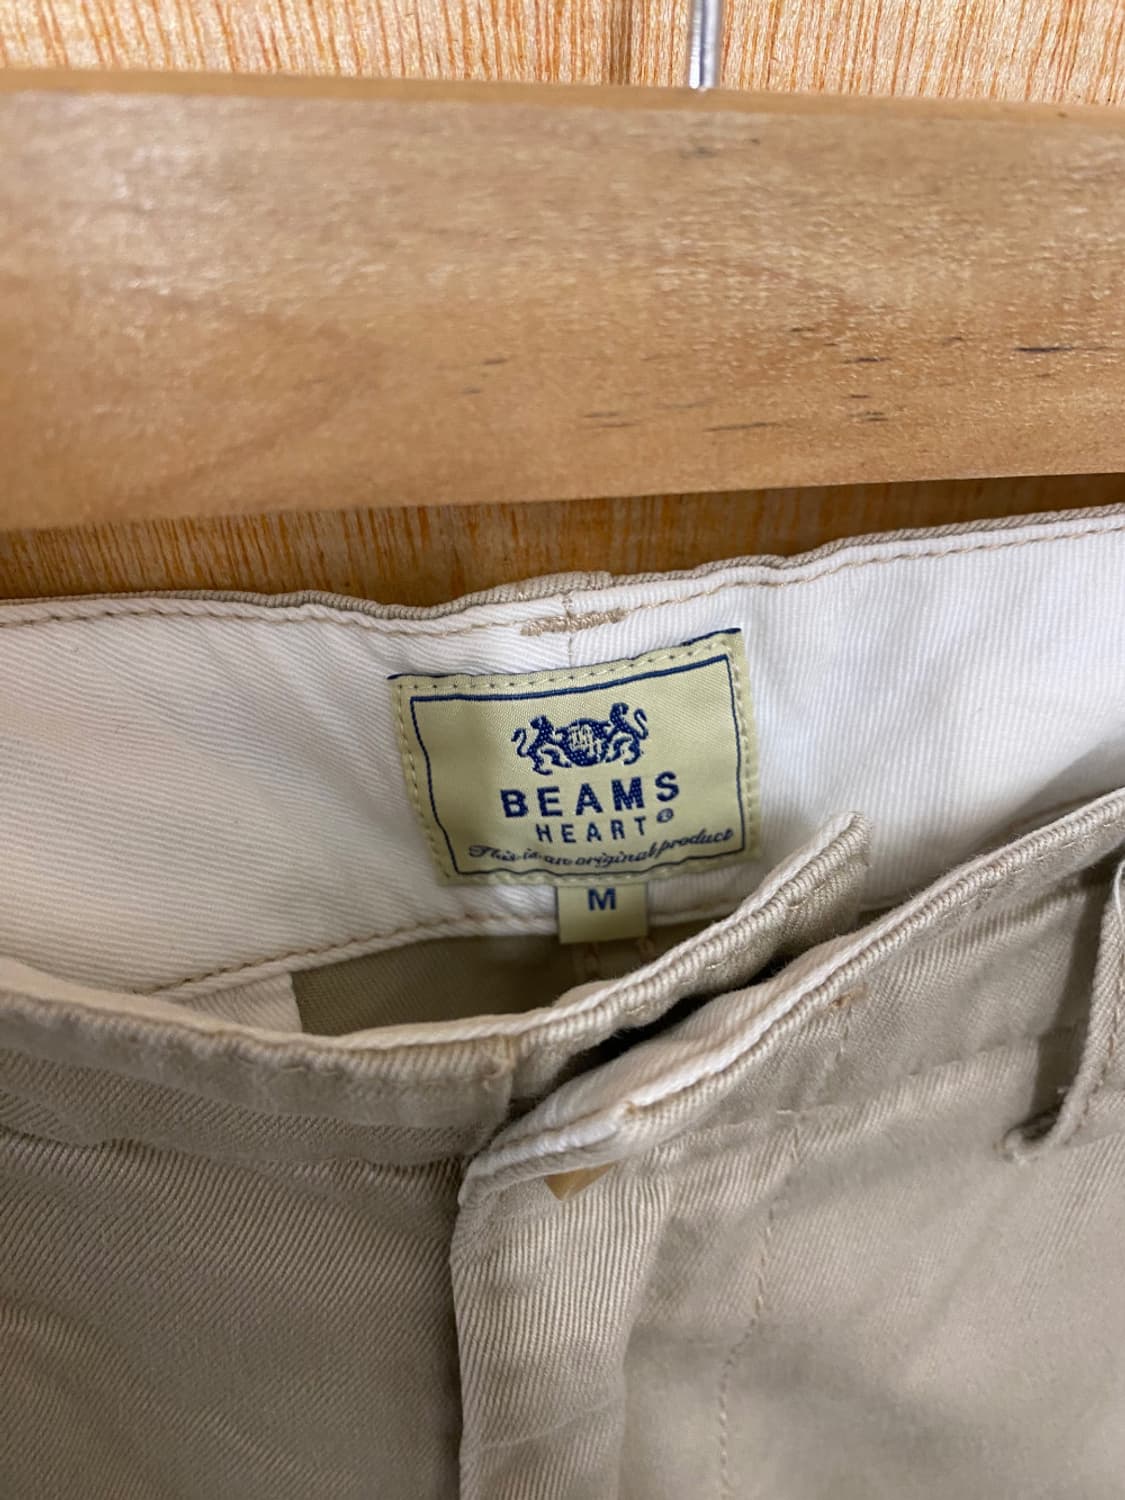 BEAMS
HEART®
This is an original product
M